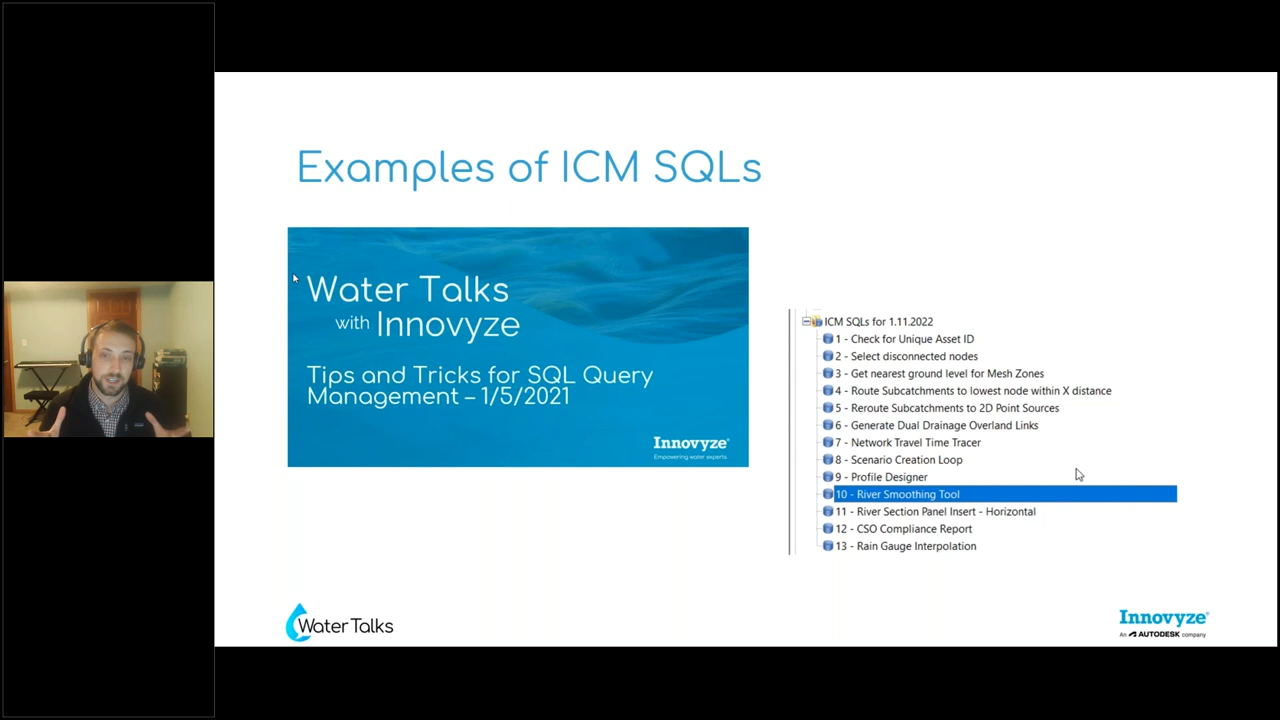 Examples of ICM SQLs
Water Talks
with Innovyze
Tips and Tricks for SQL Query
Management – 1/5/2021
Innovyze
Empowering water experts
ICM SQLs for 1.11.2022
1 - Check for Unique Asset ID
2 - Select disconnected nodes
3 - Get nearest ground level for Mesh Zones
4 - Route Subcatchments to lowest node within X distance
5 - Reroute Subcatchments to 2D Point Sources
6 - Generate Dual Drainage Overland Links
7 - Network Travel Time Tracer
8 - Scenario Creation Loop
9 - Profile Designer
10 - River Smoothing Tool
11 - River Section Panel Insert - Horizontal
12 - CSO Compliance Report
13 - Rain Gauge Interpolation
Water Talks
Innovyze
An AUTODESK company